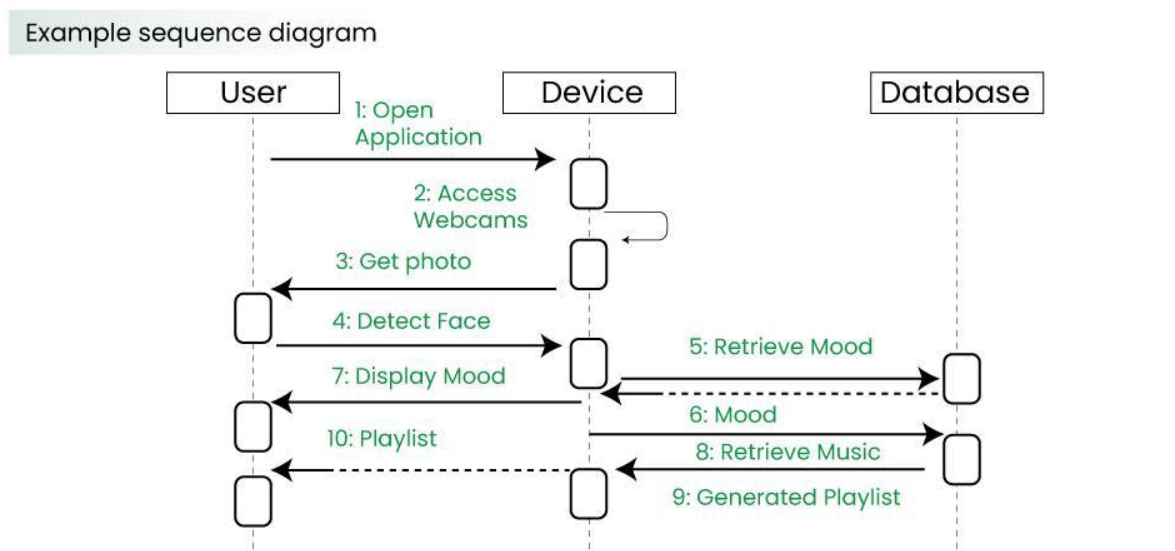 Example sequence diagram
User
Device
Database
1: Open
Application
2: Access
Webcams
3: Get photo
4: Detect Face
5: Retrieve Mood
7: Display Mood
6: Mood
10: Playlist
8: Retrieve Music
9: Generated Playlist